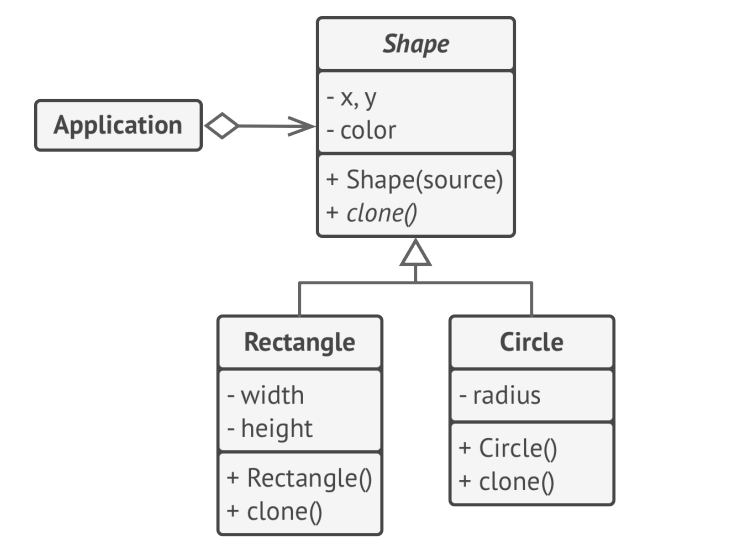 Shape
- x, y
- color
+ Shape(source)
+ clone()
Application
Rectangle
- width
- height
+ Rectangle()
+ clone()
Circle
- radius
+ Circle()
+ clone()